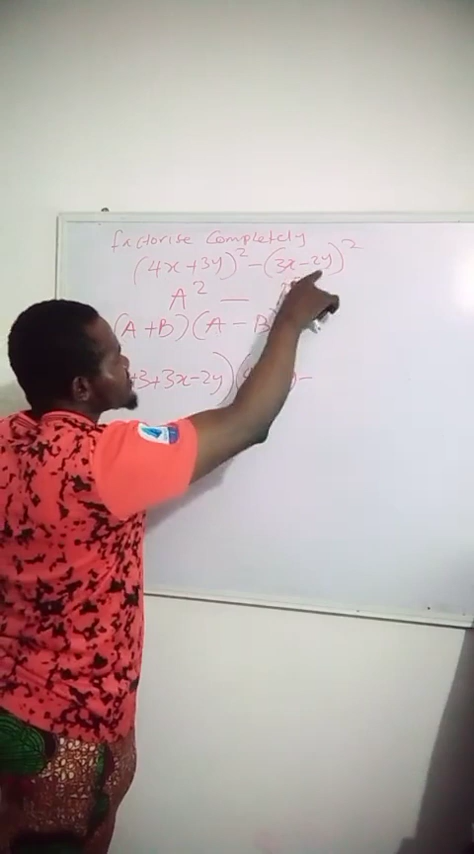 factorise Completely
(4x+3y)² - (3x-2y)²
A² -
(A+B)(A-B
+3+3x-2y)(